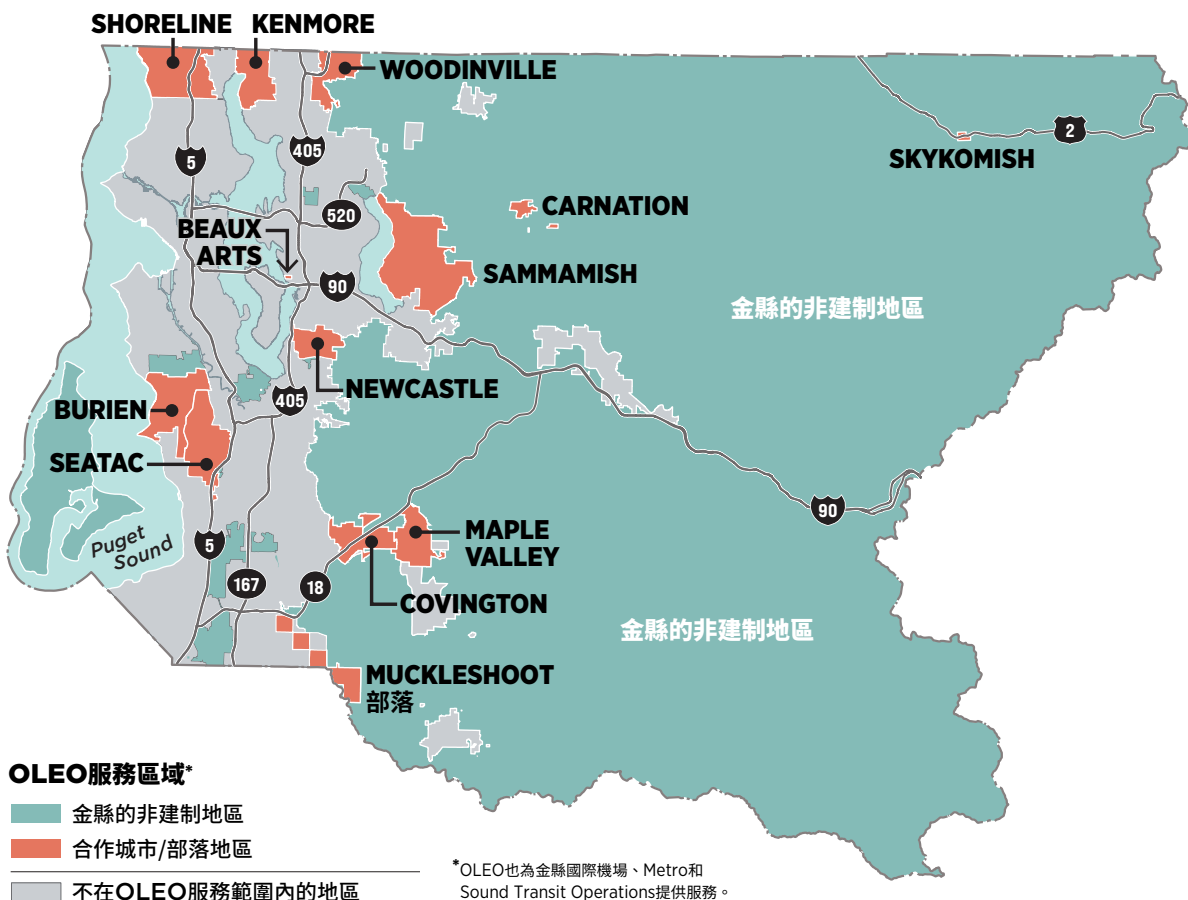 SHORELINE
KENMORE
WOODINVILLE
2
SKYKOMISH
5
405
520
CARNATION
BEAUX
ARTS
SAMMAMISH
90
金縣的非建制地區
NEWCASTLE
405
BURIEN
SEATAC
90
MAPLE
VALLEY
Puget
Sound
5
167
18
COVINGTON
金縣的非建制地區
MUCKLESHOOT
部落
OLEO服務區域*
金縣的非建制地區
合作城市/部落地區
不在OLEO服務範圍內的地區
*OLEO也為金縣國際機場、Metro和
Sound Transit Operations提供服務。